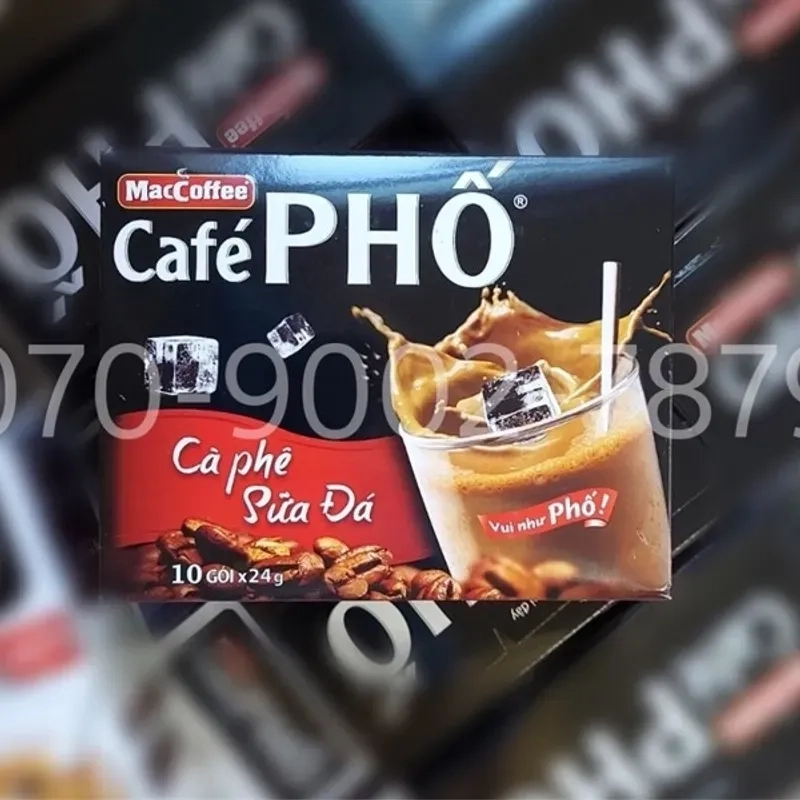 MacCoffee
Café PHỐ®
070-9002-7879
Cà phê
Sữa Đá
Vui như Phố!
10 GÓI x 24g